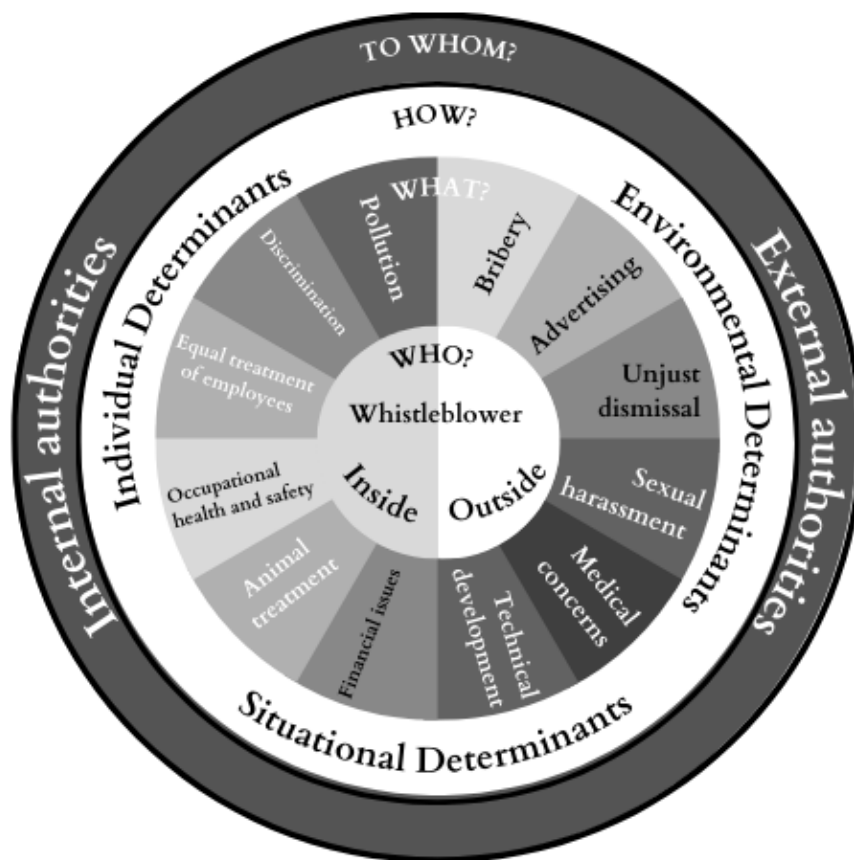 TO WHOM?
HOW?
WHAT?
WHO?
Whistleblower
Inside
Outside
Bribery
Advertising
Unjust
dismissal
Sexual
harassment
Medical
concerns
Technical
development
Financial issues
Animal
treatment
Occupational
health and safety
Equal treatment
of employees
Discrimination
Pollution
Individual Determinants
Environmental Determinants
Situational Determinants
Internal authorities
External authorities